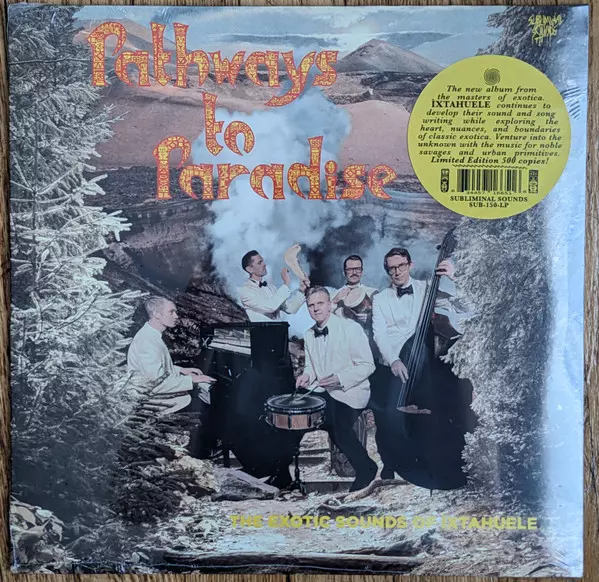 Pathways
to
Paradise
The new album from
the masters of exotica.
ÌXTAHUELE continues to
develop their sound and song
writing while exploring the
heart, nuances, and boundaries
of classic exotica. Venture into the
unknown with the music for noble
savages and urban primitives.
Limited Edition 500 copies!
SUBLIMINAL SOUNDS
SUB-150-LP
THE EXOTIC SOUNDS OF ÌXTAHUELE